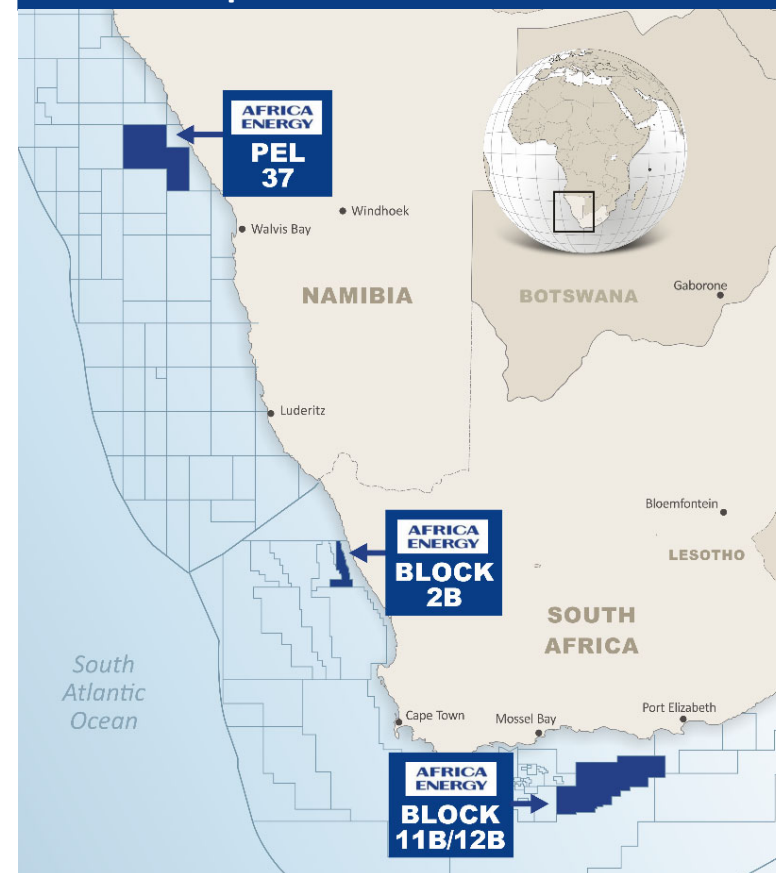 AFRICA
ENERGY
PEL
37
Windhoek
Walvis Bay
NAMIBIA
BOTSWANA
Gaborone
Luderitz
Bloemfontein
LESOTHO
AFRICA
ENERGY
BLOCK
2B
SOUTH
AFRICA
South
Atlantic
Ocean
Cape Town
Mossel Bay
Port Elizabeth
AFRICA
ENERGY
BLOCK
11B/12B